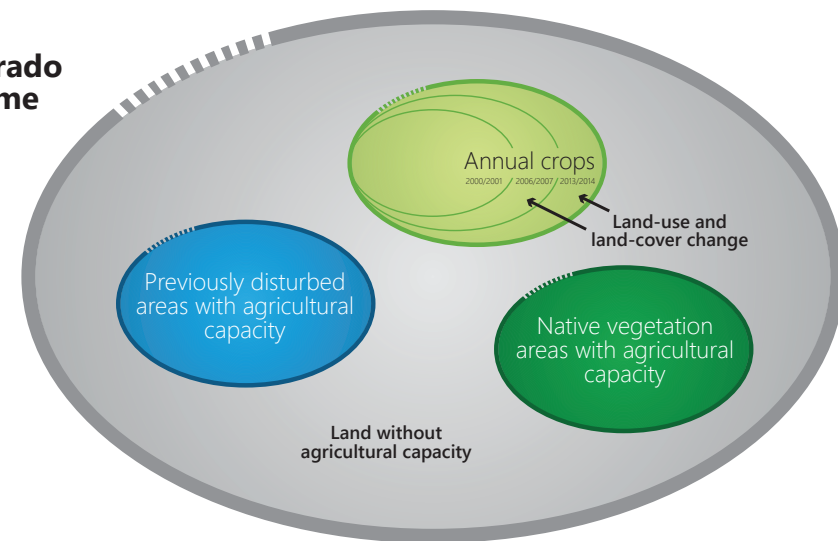 rado
me
Annual crops
2000/2001 2006/2007 2013/2014
Land-use and
land-cover change
Previously disturbed
areas with agricultural
capacity
Native vegetation
areas with agricultural
capacity
Land without
agricultural capacity